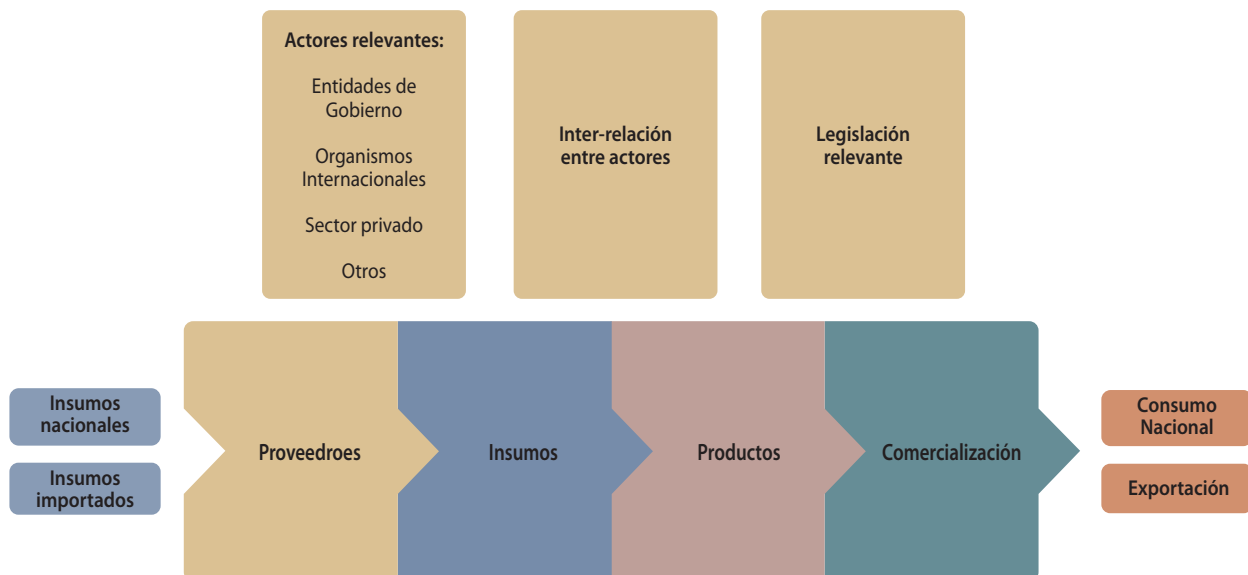 Actores relevantes:
Entidades de
Gobierno
Organismos
Internacionales
Sector privado
Otros
Inter-relación
entre actores
Legislación
relevante
Insumos
nacionales
Insumos
importados
Proveedroes
Insumos
Productos
Comercialización
Consumo
Nacional
Exportación